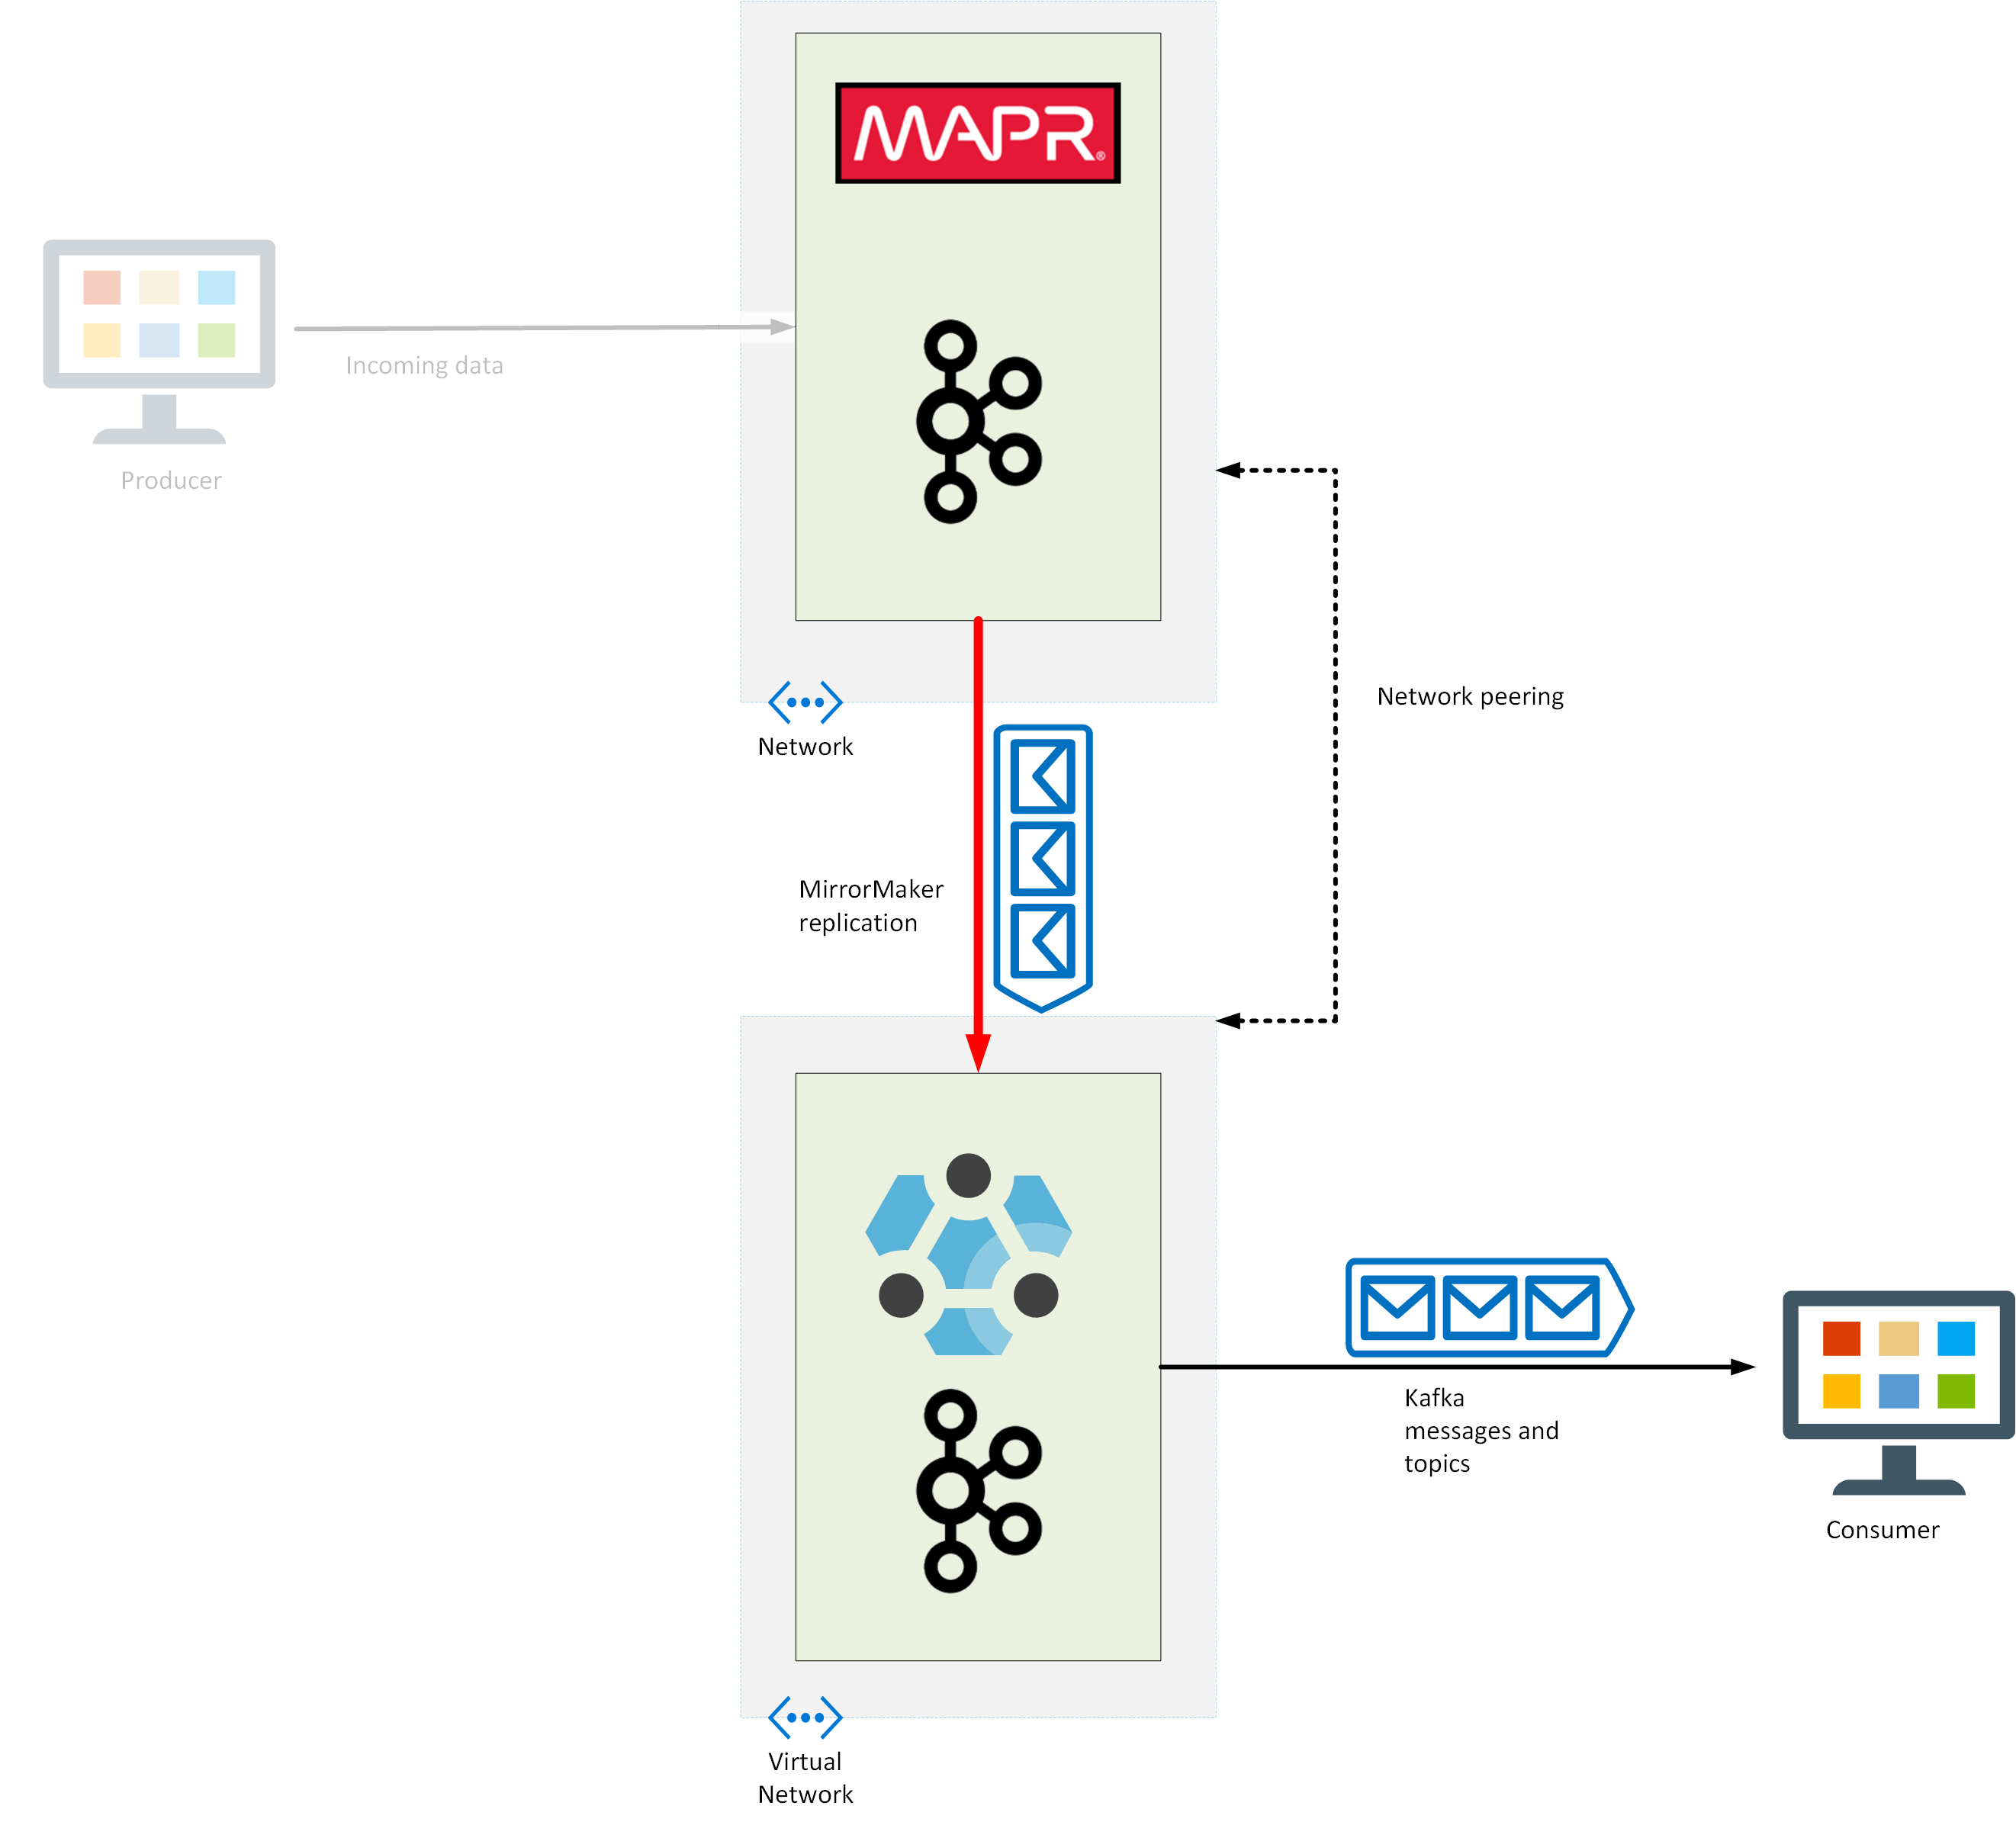 MAPR®
Incoming data
Producer
Network peering
Network
MirrorMaker
replication
Kafka
messages and
topics
Consumer
Virtual
Network